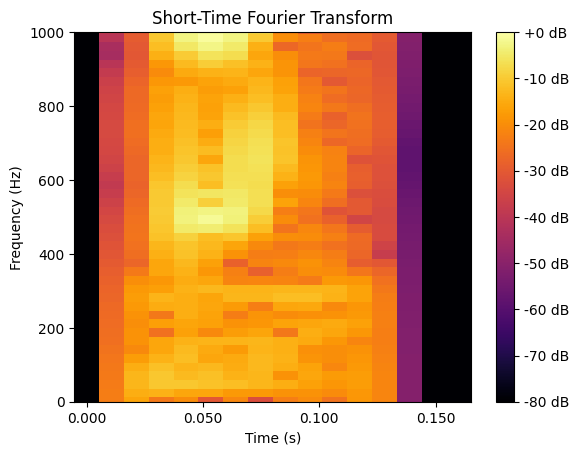 Short-Time Fourier Transform
Frequency (Hz)
1000
800
600
400
200
0
0.000
0.050
0.100
0.150
Time (s)
+0 dB
-10 dB
-20 dB
-30 dB
-40 dB
-50 dB
-60 dB
-70 dB
-80 dB